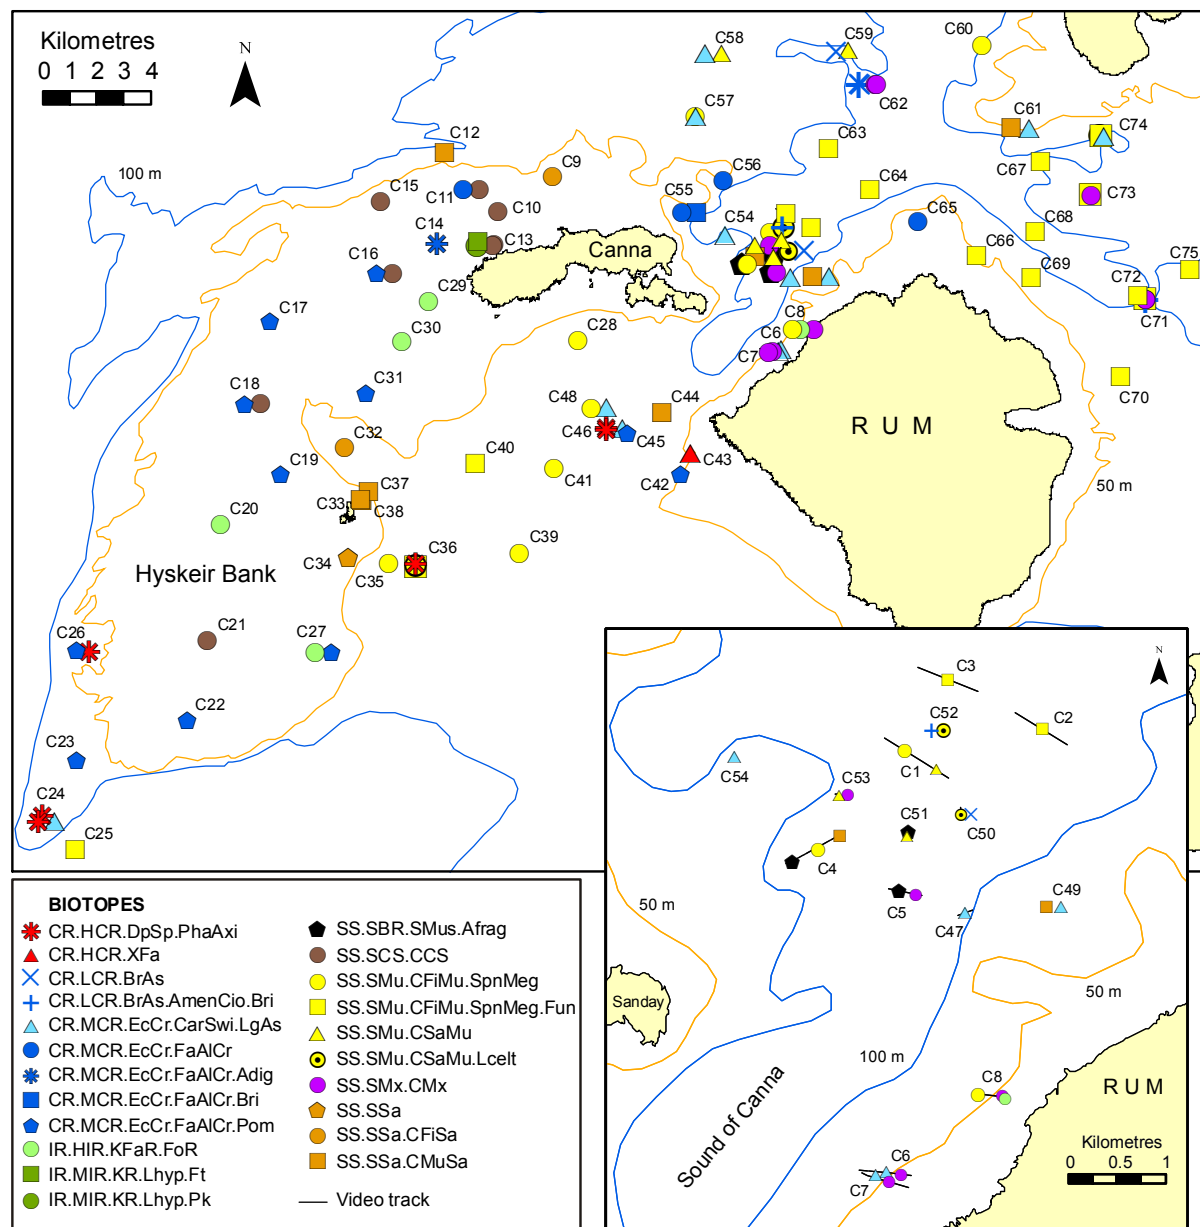 Kilometres
0 1 2 3 4
N
100 m
C12
C15
C11
C10
C9
C14
C13
C16
C29
C17
C30
C28
C31
C18
C32
C19
C20
C37
C33
C38
C40
C41
C39
C34
C35
C36
Hyskeir Bank
C21
C26
C27
C22
C23
C24
C25
Canna
C58
C59
C60
C62
C57
C63
C61
C74
C67
C56
C55
C64
C73
C54
C65
C68
C66
C69
C75
C72
C71
C70
C8
C6
C7
C48
C44
C46
C45
C43
C42
RUM
50 m
BIOTOPES
CR.HCR.DpSp.PhaAxi
CR.HCR.XFa
CR.LCR.BrAs
CR.LCR.BrAs.AmenCio.Bri
CR.MCR.EcCr.CarSwi.LgAs
CR.MCR.EcCr.FaAlCr
CR.MCR.EcCr.FaAlCr.Adig
CR.MCR.EcCr.FaAlCr.Bri
CR.MCR.EcCr.FaAlCr.Pom
IR.HIR.KFaR.FoR
IR.MIR.KR.Lhyp.Ft
IR.MIR.KR.Lhyp.Pk
SS.SBR.SMus.Afrag
SS.SCS.CCS
SS.SMu.CFiMu.SpnMeg
SS.SMu.CFiMu.SpnMeg.Fun
SS.SMu.CSaMu
SS.SMu.CSaMu.Lcelt
SS.SMx.CMx
SS.SSa
SS.SSa.CFiSa
SS.SSa.CMuSa
Video track
N
C3
C52
C2
C1
C54
C53
C51
C50
C4
C5
C47
C49
50 m
50 m
Sanday
100 m
Sound of Canna
C8
RUM
C6
C7
Kilometres
0 0.5 1